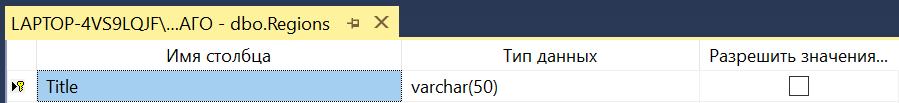 LAPTOP-4VS9LQJF\...АГО - dbo.Regions
Имя столбца Тип данных Разрешить значения...
Title varchar(50)